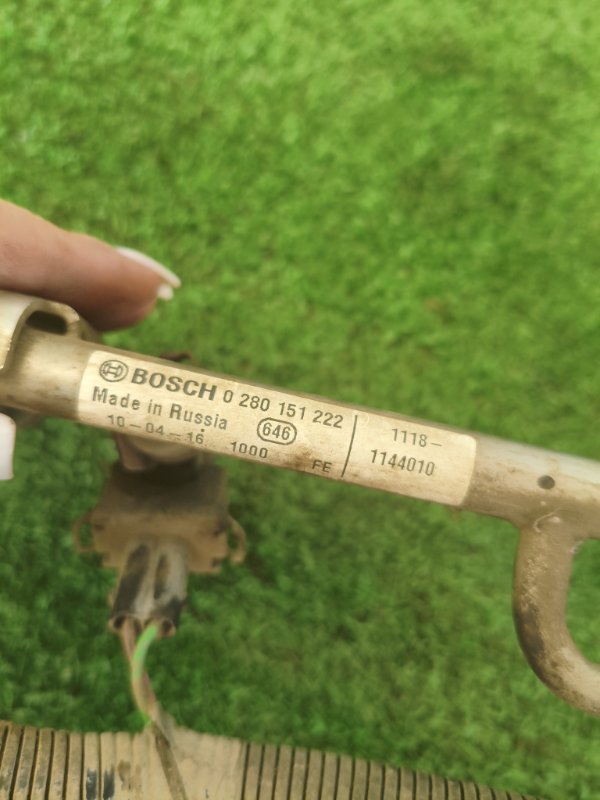 BOSCH 0 280 151 222
Made in Russia 646
10-04-16 1000 FE
1118-
1144010